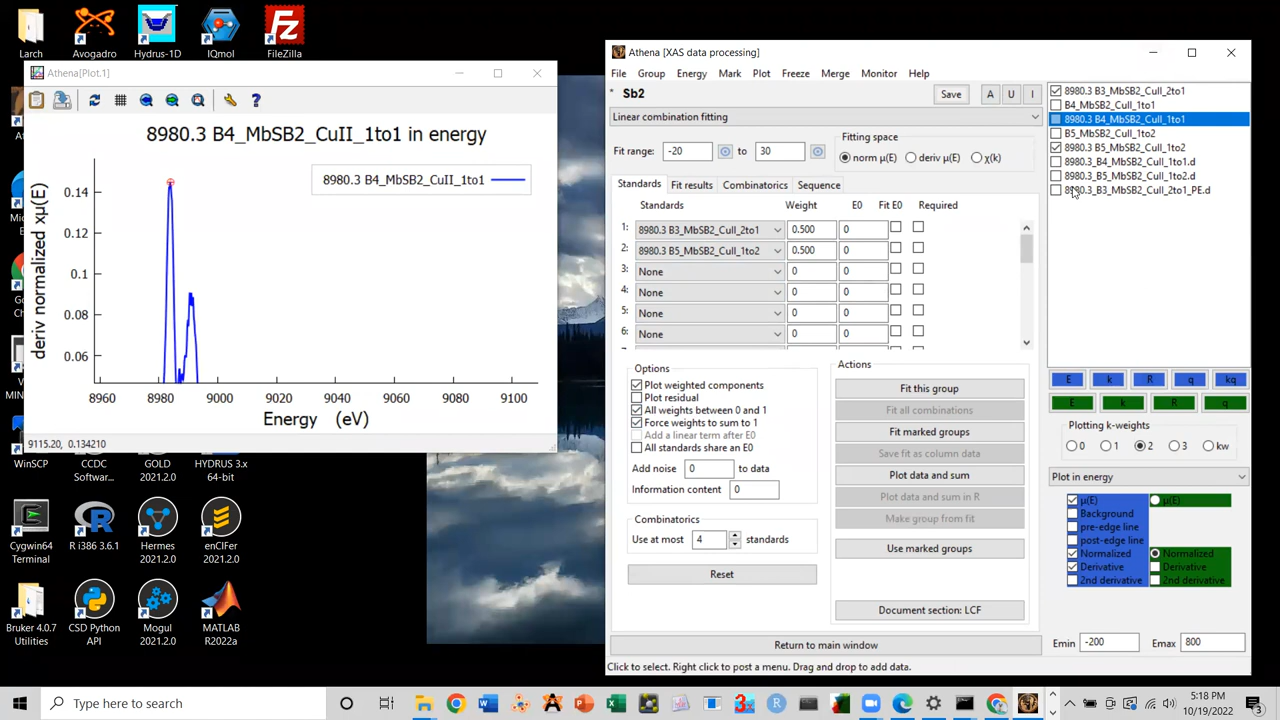 Larch
Avogadro
Hydrus-1D
IQmol
FileZilla
Athena[Plot.1]
8980.3 B4_MbSB2_CuII_1to1 in energy
8980.3 B4_MbSB2_CuII_1to1
deriv normalized xμ(E)
0.14
0.12
0.1
0.08
0.06
8960 8980 9000 9020 9040 9060 9080 9100
Energy (eV)
9115.20, 0.134210
WinSCP
CCDC Softwar...
GOLD 2021.2.0
HYDRUS 3.x 64-bit
Cygwin64 Terminal
R i386 3.6.1
Hermes 2021.2.0
enCIFer 2021.2.0
Bruker 4.0.7 Utilities
CSD Python API
Mogul 2021.2.0
MATLAB R2022a
Athena [XAS data processing]
File Group Energy Mark Plot Freeze Merge Monitor Help
* Sb2
Save
A U I
Linear combination fitting
Fit range: -20 to 30
Fitting space
norm μ(E) deriv μ(E) χ(k)
Standards Fit results Combinatorics Sequence
Standards Weight E0 Fit E0 Required
1: 8980.3 B3_MbSB2_CuII_2to1 0.500 0
2: 8980.3 B5_MbSB2_CuII_1to2 0.500 0
3: None 0 0
4: None 0 0
5: None 0 0
6: None 0 0
Options
Plot weighted components
Plot residual
All weights between 0 and 1
Force weights to sum to 1
Add a linear term after E0
All standards share an E0
Add noise 0 to data
Information content 0
Combinatorics
Use at most 4 standards
Reset
Actions
Fit this group
Fit all combinations
Fit marked groups
Save fit as column data
Plot data and sum
Plot data and sum in R
Make group from fit
Use marked groups
Document section: LCF
Return to main window
Click to select. Right click to post a menu. Drag and drop to add data.
8980.3 B3_MbSB2_CuII_2to1
B4_MbSB2_CuII_1to1
8980.3 B4_MbSB2_CuII_1to1
B5_MbSB2_CuII_1to2
8980.3 B5_MbSB2_CuII_1to2
8980.3_B4_MbSB2_CuII_1to1.d
8980.3_B5_MbSB2_CuII_1to2.d
8980.3_B3_MbSB2_CuII_2to1_PE.d
E k R q kq
E k R q
Plotting k-weights
0 1 2 3 kw
Plot in energy
μ(E) μ(E)
Background
pre-edge line
post-edge line
Normalized Normalized
Derivative Derivative
2nd derivative 2nd derivative
Emin -200 Emax 800
Type here to search
5:18 PM
10/19/2022